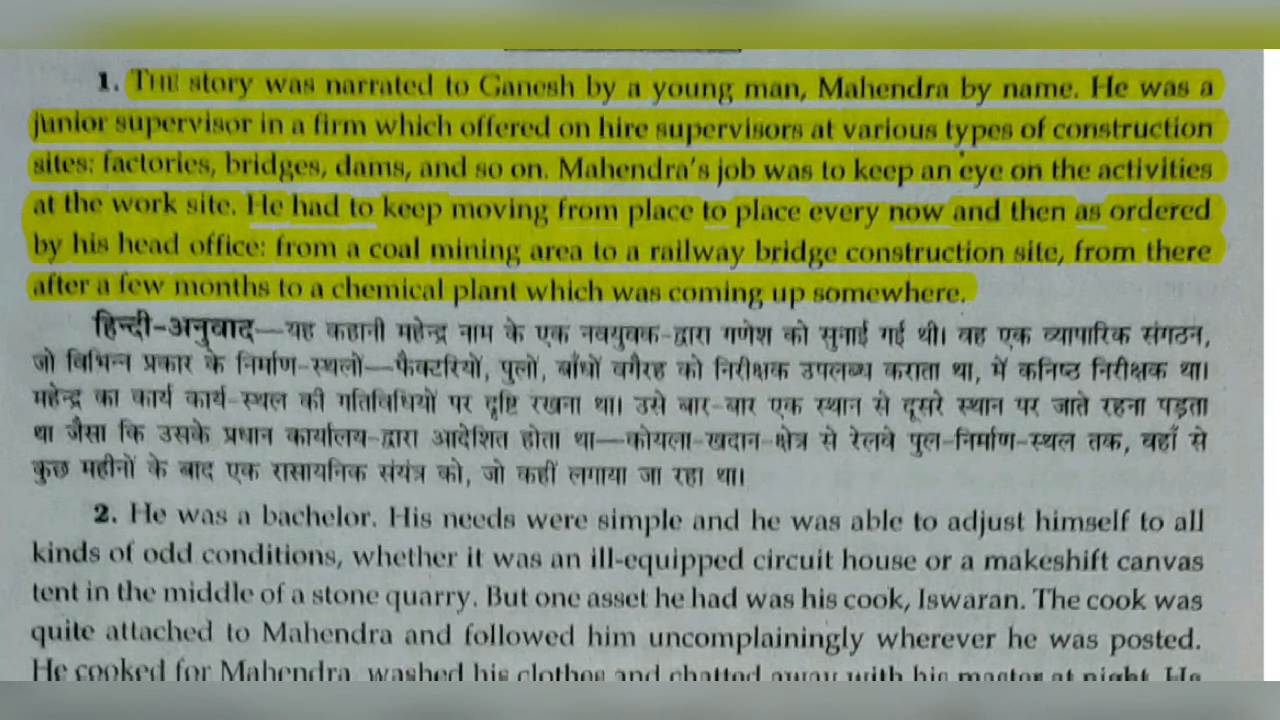 1. THE story was narrated to Ganesh by a young man, Mahendra by name. He was a
junior supervisor in a firm which offered on hire supervisors at various types of construction
sites: factories, bridges, dams, and so on. Mahendra's job was to keep an eye on the activities
at the work site. He had to keep moving from place to place every now and then as ordered
by his head office: from a coal mining area to a railway bridge construction site, from there
after a few months to a chemical plant which was coming up somewhere.
हिन्दी-अनुवाद—यह कहानी महेन्द्र नाम के एक नवयुवक-द्वारा गणेश को सुनाई गई थी। वह एक व्यापारिक संगठन,
जो विभिन्न प्रकार के निर्माण-स्थलों—फैक्टरियों, पुलों, बाँधों वगैरह को निरीक्षक उपलब्ध कराता था, में कनिष्ठ निरीक्षक था।
महेन्द्र का कार्य कार्य-स्थल की गतिविधियों पर दृष्टि रखना था। उसे बार-बार एक स्थान से दूसरे स्थान पर जाते रहना पड़ता
था जैसा कि उसके प्रधान कार्यालय-द्वारा आदेशित होता था—कोयला-खदान-क्षेत्र से रेलवे पुल-निर्माण-स्थल तक, वहाँ से
कुछ महीनों के बाद एक रासायनिक संयंत्र को, जो कहीं लगाया जा रहा था।
2. He was a bachelor. His needs were simple and he was able to adjust himself to all
kinds of odd conditions, whether it was an ill-equipped circuit house or a makeshift canvas
tent in the middle of a stone quarry. But one asset he had was his cook, Iswaran. The cook was
quite attached to Mahendra and followed him uncomplainingly wherever he was posted.
He cooked for Mahendra, washed his clothes and chatted away with his master at night. He